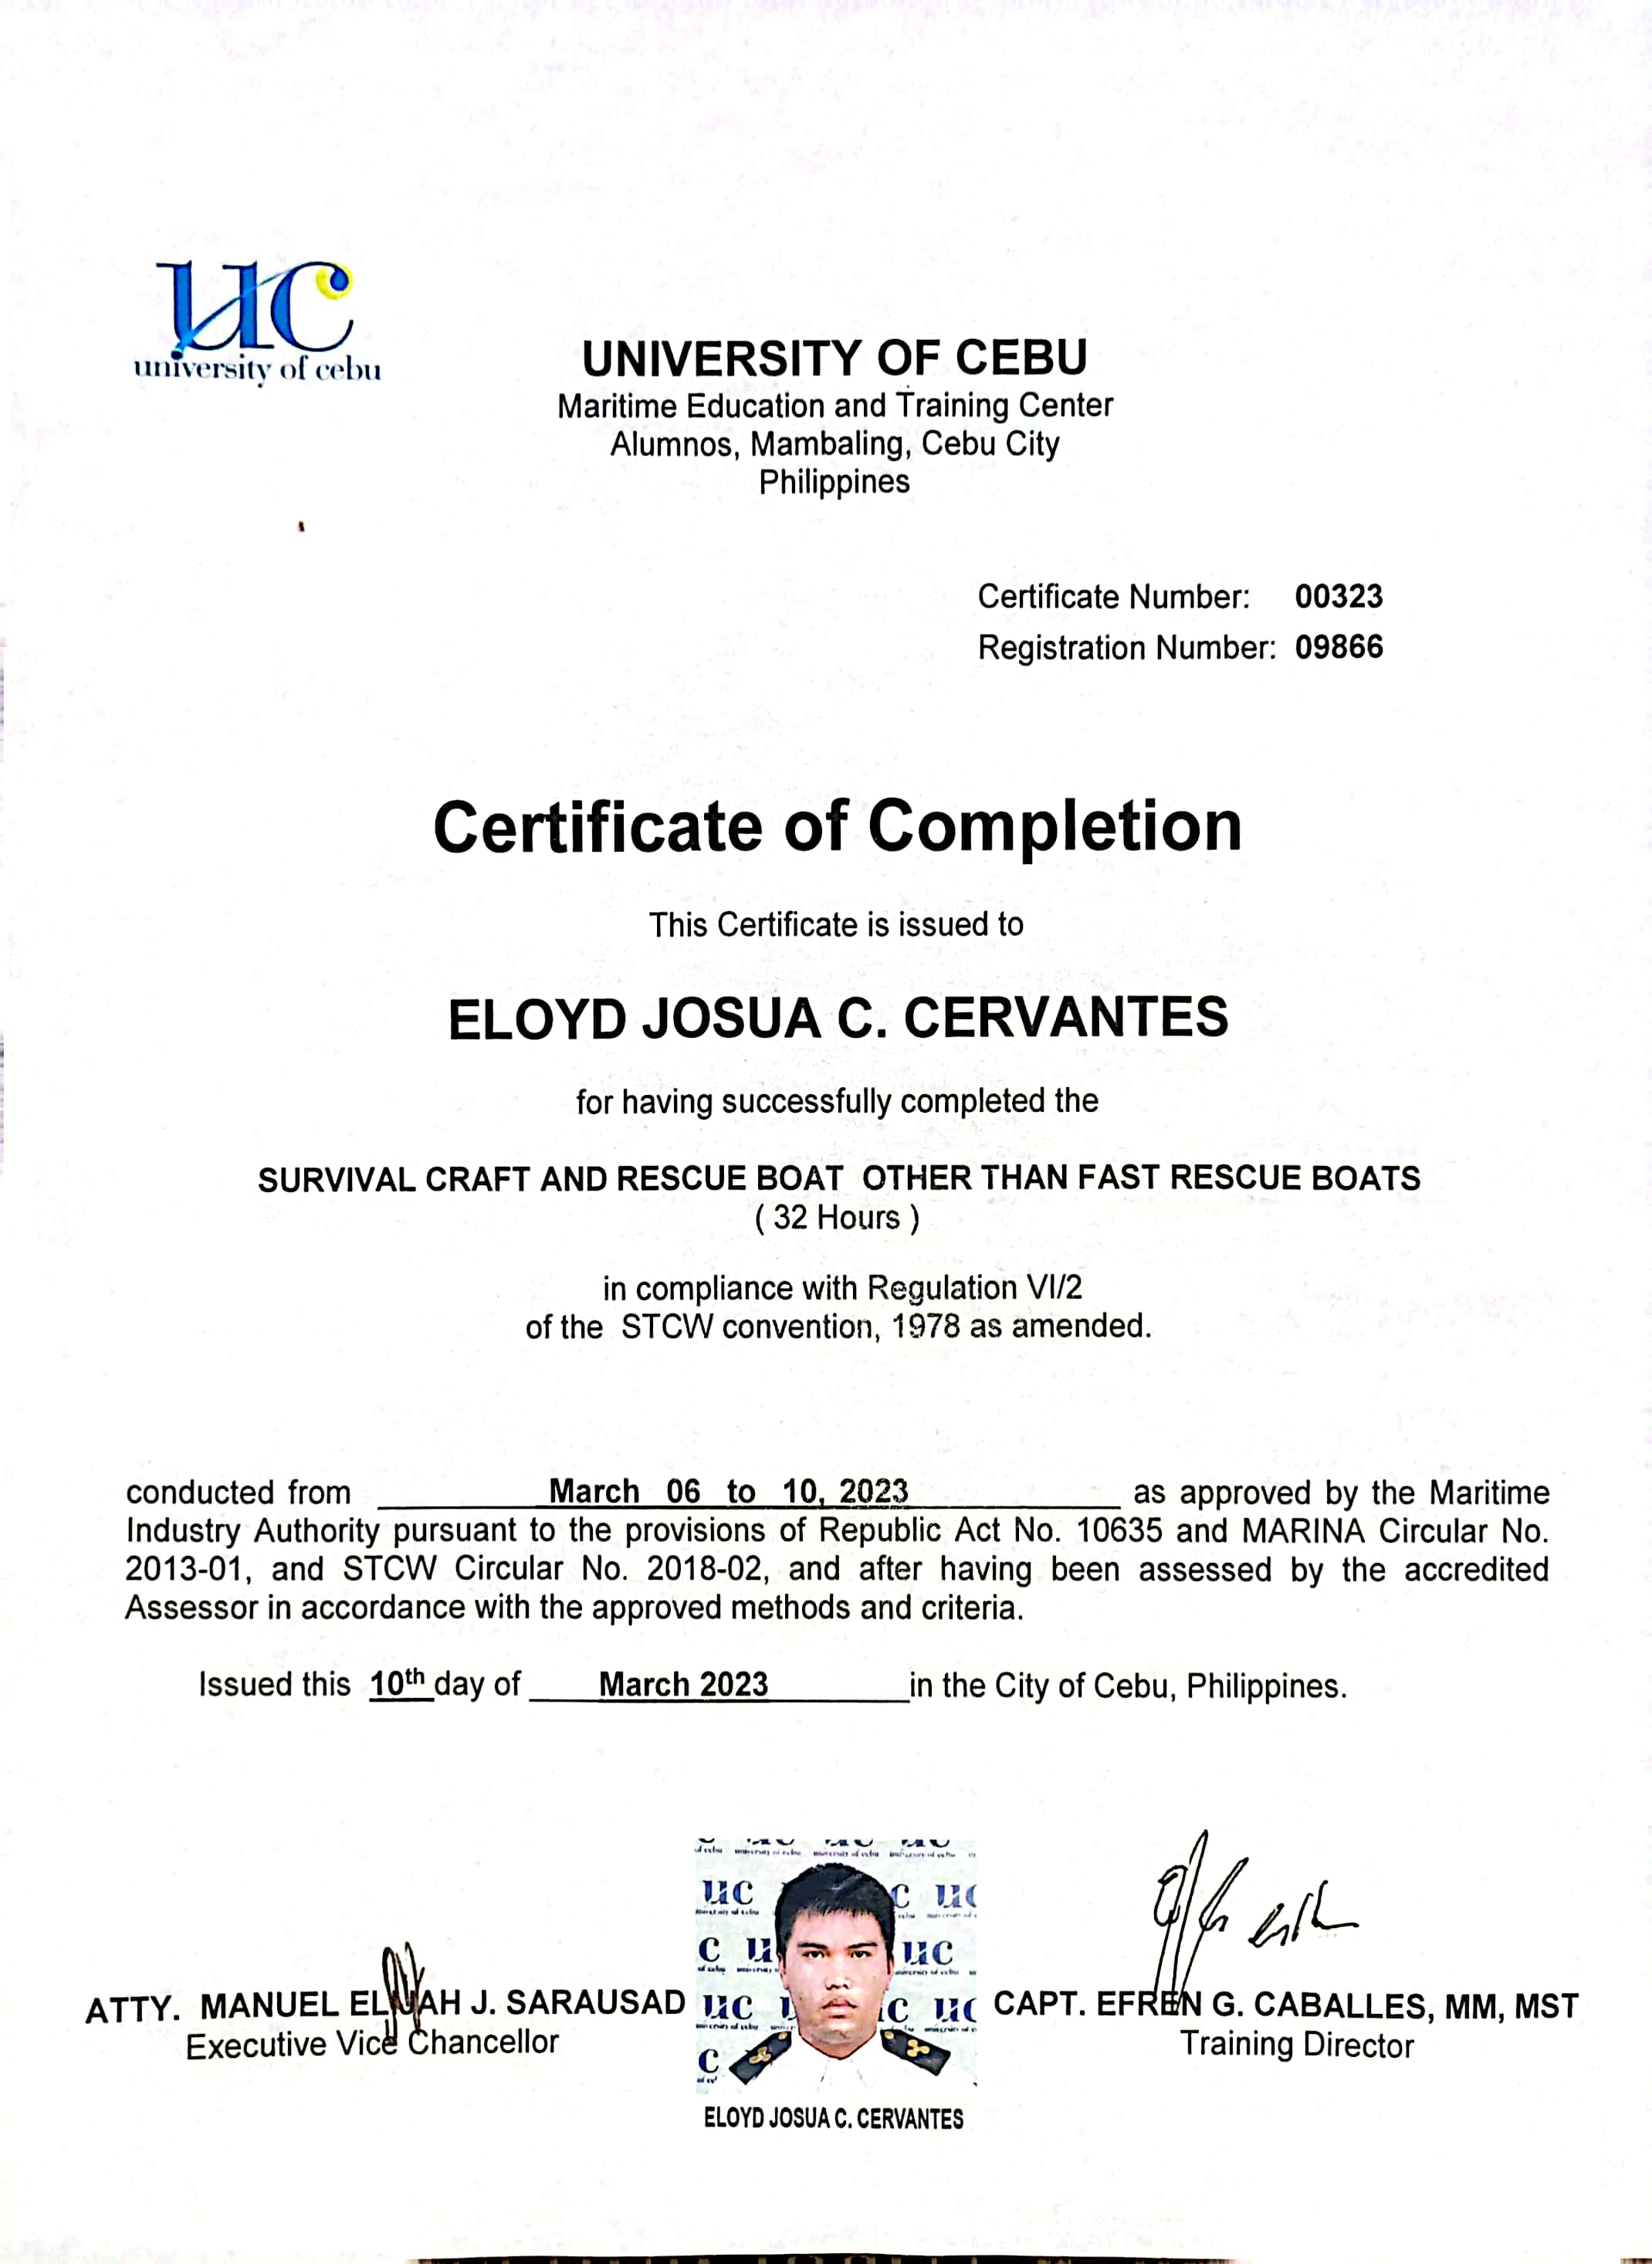 uc
university of cebu
UNIVERSITY OF CEBU
Maritime Education and Training Center
Alumnos, Mambaling, Cebu City
Philippines
Certificate Number: 00323
Registration Number: 09866
Certificate of Completion
This Certificate is issued to
ELOYD JOSUA C. CERVANTES
for having successfully completed the
SURVIVAL CRAFT AND RESCUE BOAT OTHER THAN FAST RESCUE BOATS
( 32 Hours )
in compliance with Regulation VI/2
of the STCW convention, 1978 as amended.
conducted from March 06 to 10, 2023 as approved by the Maritime
Industry Authority pursuant to the provisions of Republic Act No. 10635 and MARINA Circular No.
2013-01, and STCW Circular No. 2018-02, and after having been assessed by the accredited
Assessor in accordance with the approved methods and criteria.
Issued this 10th day of March 2023 in the City of Cebu, Philippines.
ATTY. MANUEL ELIJAH J. SARAUSAD
Executive Vice Chancellor
CAPT. EFREN G. CABALLES, MM, MST
Training Director
ELOYD JOSUA C. CERVANTES